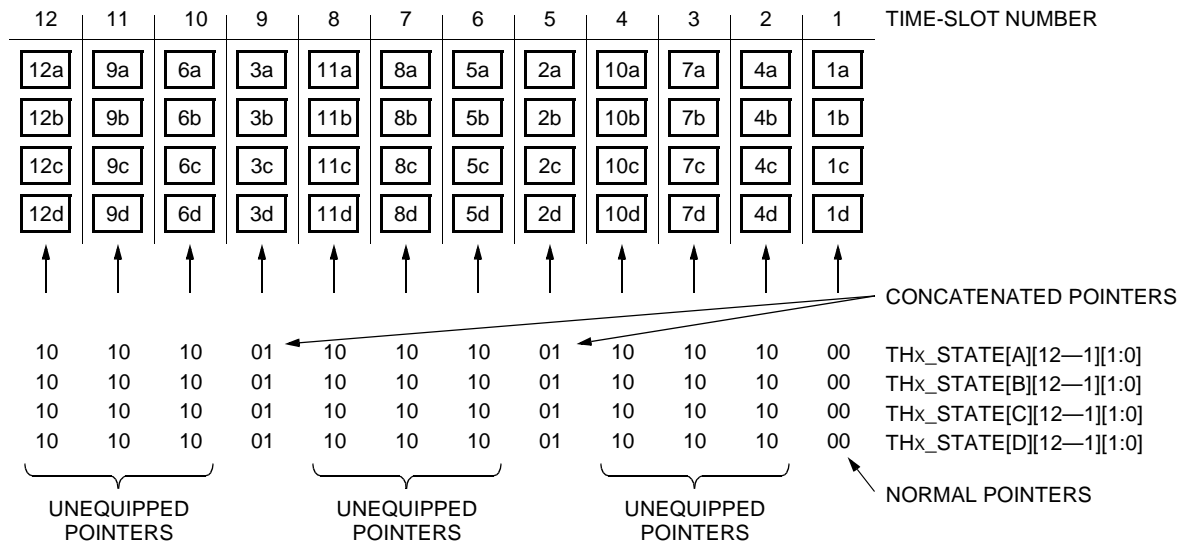 12 11 10 9 8 7 6 5 4 3 2 1 TIME-SLOT NUMBER
12a 9a 6a 3a 11a 8a 5a 2a 10a 7a 4a 1a
12b 9b 6b 3b 11b 8b 5b 2b 10b 7b 4b 1b
12c 9c 6c 3c 11c 8c 5c 2c 10c 7c 4c 1c
12d 9d 6d 3d 11d 8d 5d 2d 10d 7d 4d 1d
CONCATENATED POINTERS
10 10 10 01 10 10 10 01 10 10 10 00 THX_STATE[A][12—1][1:0]
10 10 10 01 10 10 10 01 10 10 10 00 THX_STATE[B][12—1][1:0]
10 10 10 01 10 10 10 01 10 10 10 00 THX_STATE[C][12—1][1:0]
10 10 10 01 10 10 10 01 10 10 10 00 THX_STATE[D][12—1][1:0]
NORMAL POINTERS
UNEQUIPPED UNEQUIPPED UNEQUIPPED
POINTERS POINTERS POINTERS